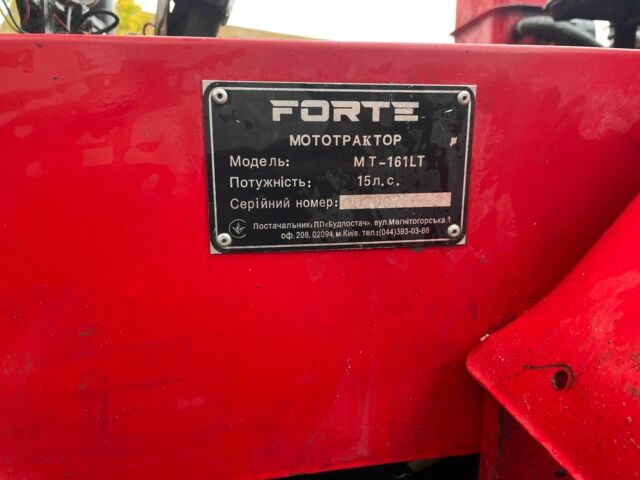 FORTE
МОТОТРАКТОР
Модель: МТ-161LT
Потужність: 15л.с.
Серійний номер:
Постачальник: ПП«Будпостач», вул.Магнітогорська,1
оф.208, 02094, м.Київ. тел.:(044)393-03-86